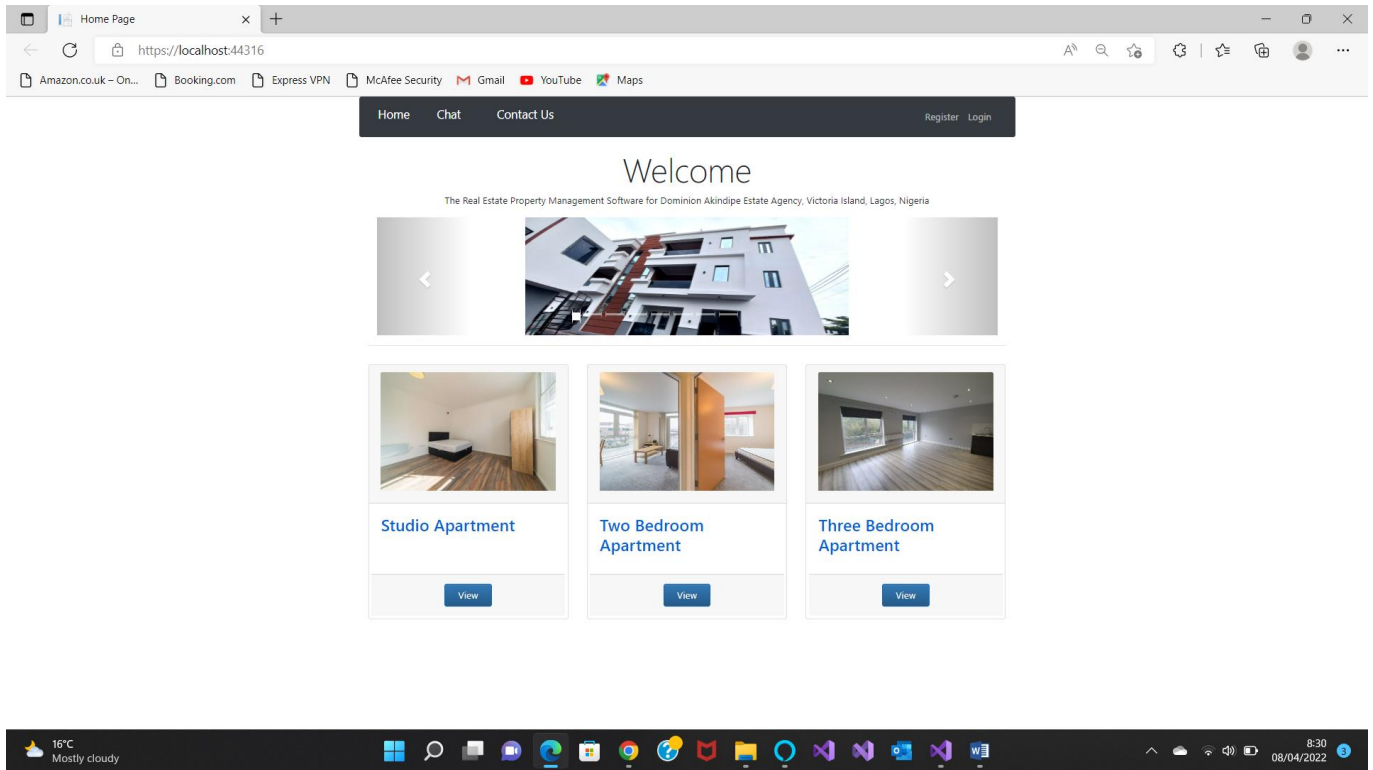 Home Page
https://localhost:44316
Amazon.co.uk – On...
Booking.com
Express VPN
McAfee Security
Gmail
YouTube
Maps
Home
Chat
Contact Us
Register
Login
Welcome
The Real Estate Property Management Software for Dominion Akindipe Estate Agency, Victoria Island, Lagos, Nigeria
Studio Apartment
Two Bedroom
Apartment
Three Bedroom
Apartment
View
View
View
16°C
Mostly cloudy
8:30
08/04/2022
3